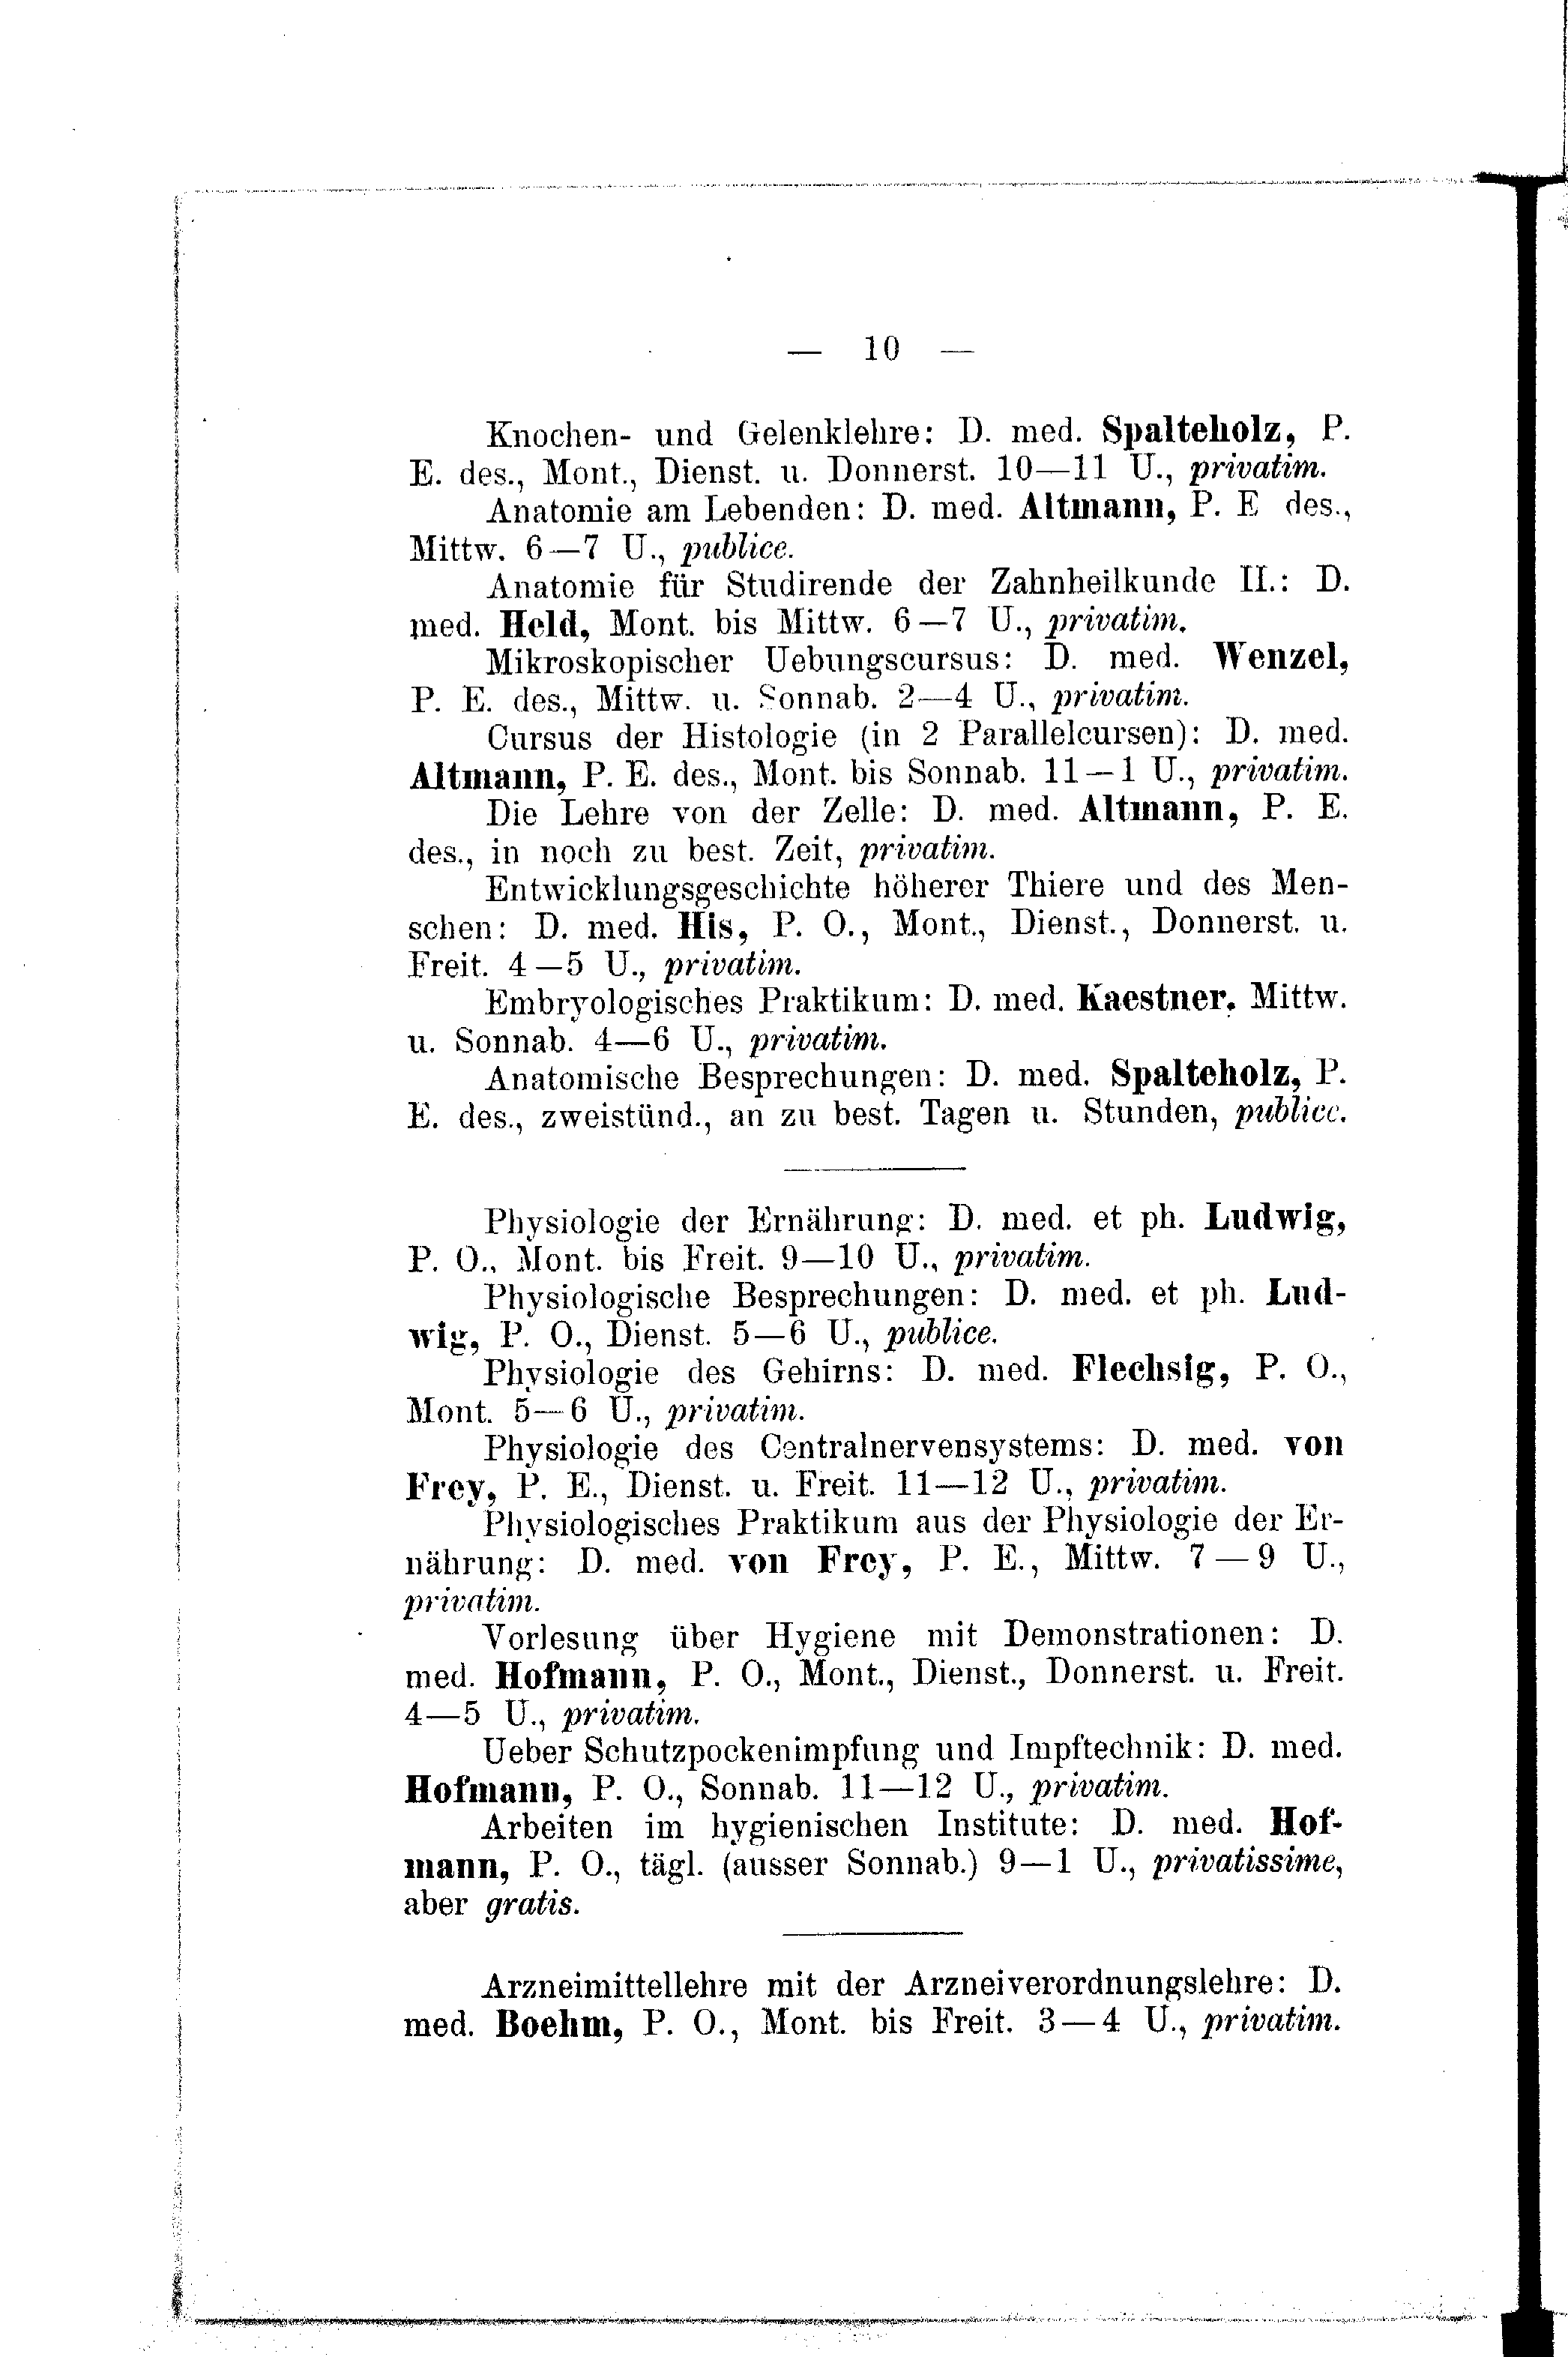 — 10 —
Knochen- und Gelenklehre: D. med. Spalteholz, P.
E. des., Mont., Dienst. u. Donnerst. 10—11 U., privatim.
Anatomie am Lebenden: D. med. Altmann, P. E des.,
Mittw. 6—7 U., publice.
Anatomie für Studirende der Zahnheilkunde II.: D.
med. Held, Mont. bis Mittw. 6—7 U., privatim.
Mikroskopischer Uebungscursus: D. med. Wenzel,
P. E. des., Mittw. u. Sonnab. 2—4 U., privatim.
Cursus der Histologie (in 2 Parallelcursen): D. med.
Altmann, P. E. des., Mont. bis Sonnab. 11—1 U., privatim.
Die Lehre von der Zelle: D. med. Altmann, P. E.
des., in noch zu best. Zeit, privatim.
Entwicklungsgeschichte höherer Thiere und des Men-
schen: D. med. His, P. O., Mont., Dienst., Donnerst. u.
Freit. 4—5 U., privatim.
Embryologisches Praktikum: D. med. Kaestner, Mittw.
u. Sonnab. 4—6 U., privatim.
Anatomische Besprechungen: D. med. Spalteholz, P.
E. des., zweistünd., an zu best. Tagen u. Stunden, publice.
Physiologie der Ernährung: D. med. et ph. Ludwig,
P. O., Mont. bis Freit. 9—10 U., privatim.
Physiologische Besprechungen: D. med. et ph. Lud-
wig, P. O., Dienst. 5—6 U., publice.
Physiologie des Gehirns: D. med. Flechsig, P. O.,
Mont. 5—6 U., privatim.
Physiologie des Centralnervensystems: D. med. von
Frey, P. E., Dienst. u. Freit. 11—12 U., privatim.
Physiologisches Praktikum aus der Physiologie der Er-
nährung: D. med. von Frey, P. E., Mittw. 7—9 U.,
privatim.
Vorlesung über Hygiene mit Demonstrationen: D.
med. Hofmann, P. O., Mont., Dienst., Donnerst. u. Freit.
4—5 U., privatim.
Ueber Schutzpockenimpfung und Impftechnik: D. med.
Hofmann, P. O., Sonnab. 11—12 U., privatim.
Arbeiten im hygienischen Institute: D. med. Hof-
mann, P. O., tägl. (ausser Sonnab.) 9—1 U., privatissime,
aber gratis.
Arzneimittellehre mit der Arzneiverordnungslehre: D.
med. Boehm, P. O., Mont. bis Freit. 3—4 U., privatim.